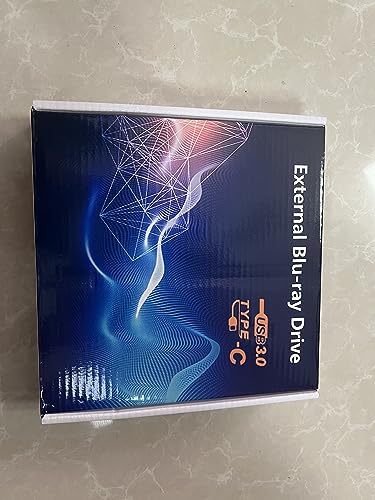 External Blu-ray Drive
USB3.0
TYPE-C